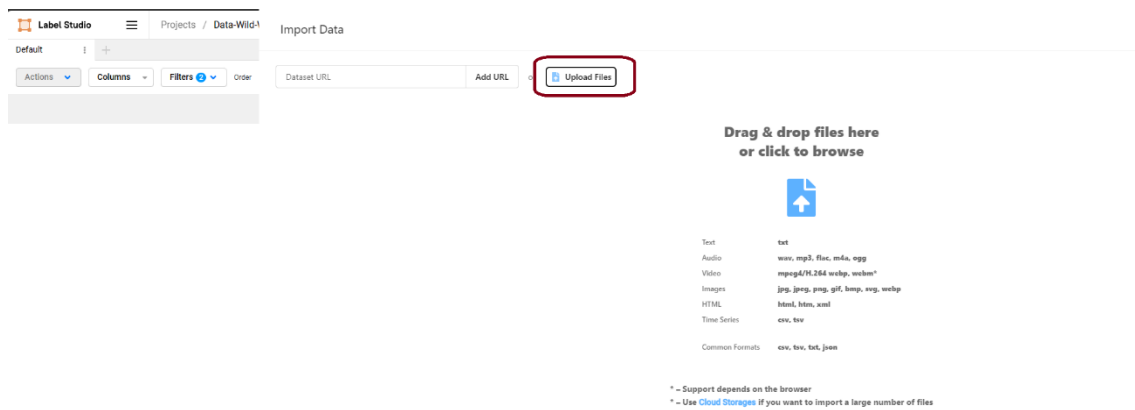 Label Studio
Projects / Data-Wild-
Import Data
Default
Actions
Columns
Filters 2
Order
Dataset URL
Add URL
Upload Files
Drag & drop files here
or click to browse
Text txt
Audio wav, mp3, flac, m4a, ogg
Video mpeg4/H.264 webp, webm*
Images jpg, jpeg, png, gif, bmp, svg, webp
HTML html, htm, xml
Time Series csv, tsv
Common Formats csv, tsv, txt, json
* – Support depends on the browser
* – Use Cloud Storages if you want to import a large number of files